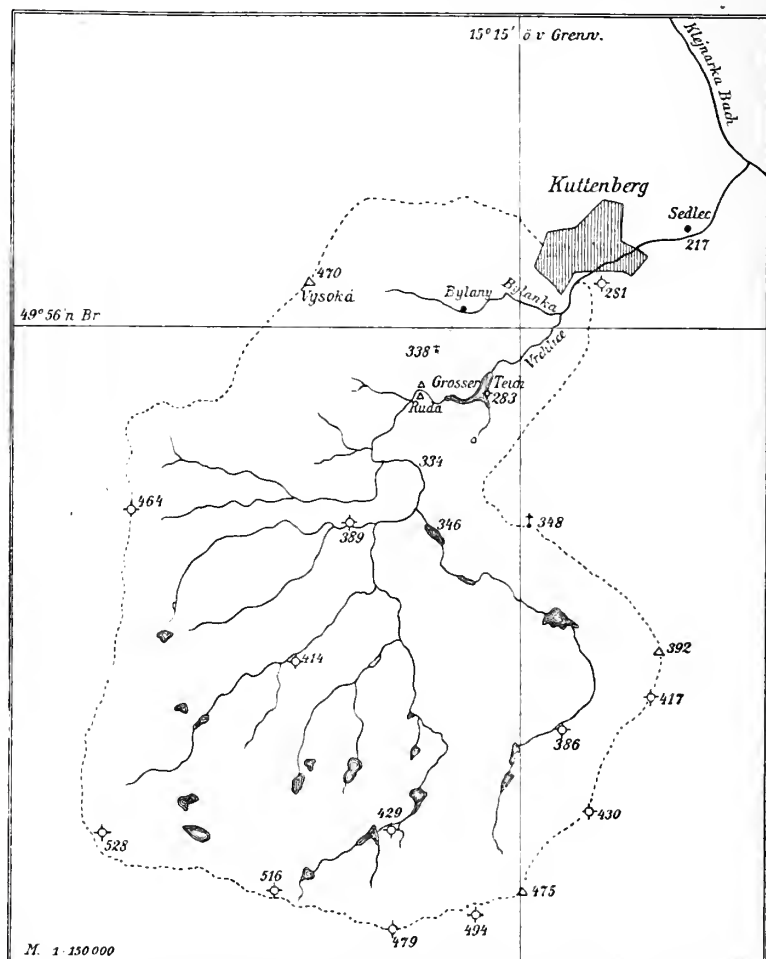 15° 15' ö v Grenw.
Klejnarka Bach
Kuttenberg
Sedlec
217
470
Vysoká
Bylany
Bylanka
281
49° 56' n Br
338
Vrchlice
Grosser Teich
283
Ruda
334
464
389
346
348
392
414
417
386
429
430
528
516
475
494
479
M. 1:150 000